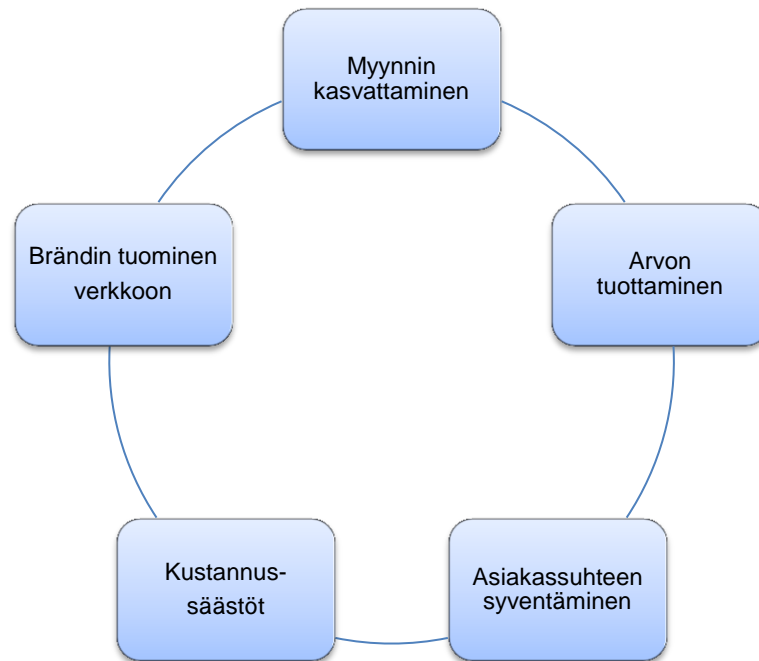 Myynnin
kasvattaminen
Brändin tuominen
verkkoon
Arvon
tuottaminen
Kustannus-
säästöt
Asiakassuhteen
syventäminen